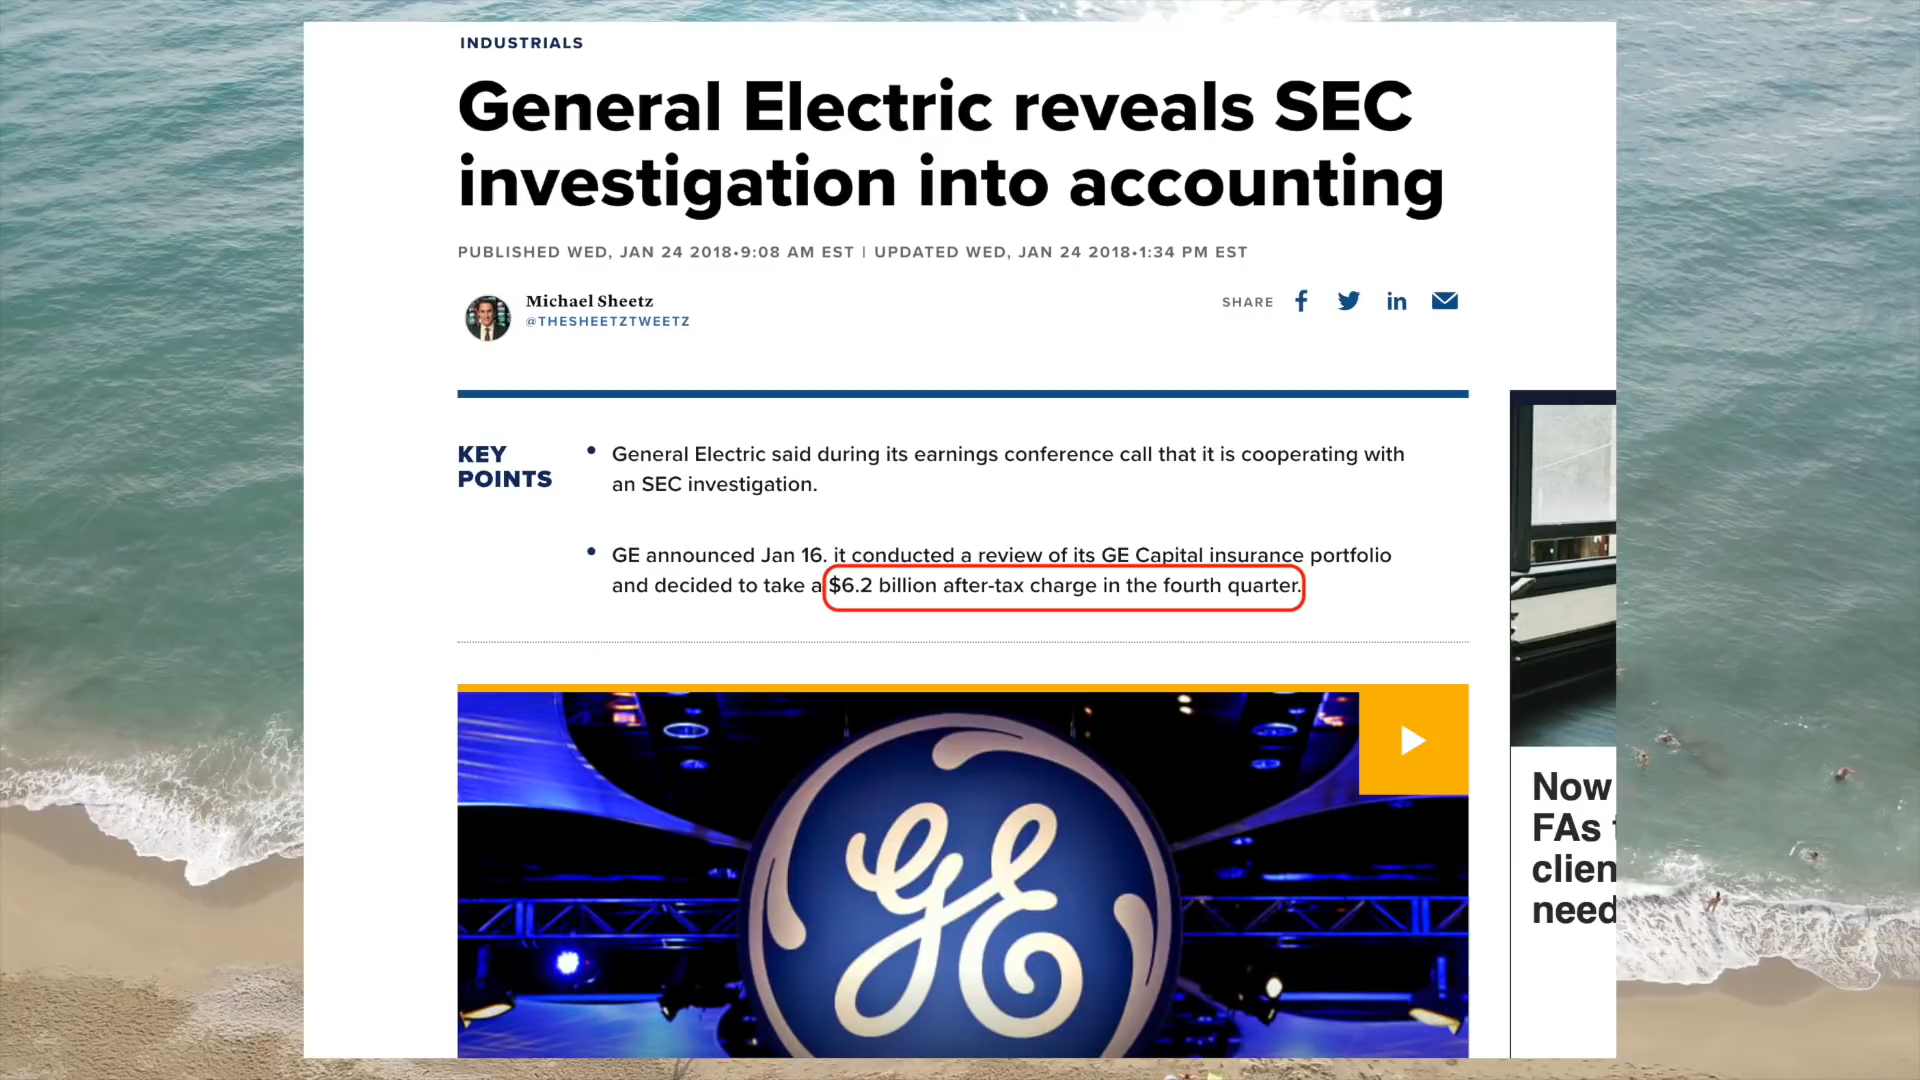 INDUSTRIALS
General Electric reveals SEC
investigation into accounting
PUBLISHED WED, JAN 24 2018•9:08 AM EST | UPDATED WED, JAN 24 2018•1:34 PM EST
Michael Sheetz
@THESHEETZTWEETZ
SHARE
KEY
POINTS
• General Electric said during its earnings conference call that it is cooperating with
an SEC investigation.
• GE announced Jan 16. it conducted a review of its GE Capital insurance portfolio
and decided to take a $6.2 billion after-tax charge in the fourth quarter.
GE
Now
FAs
clien
need